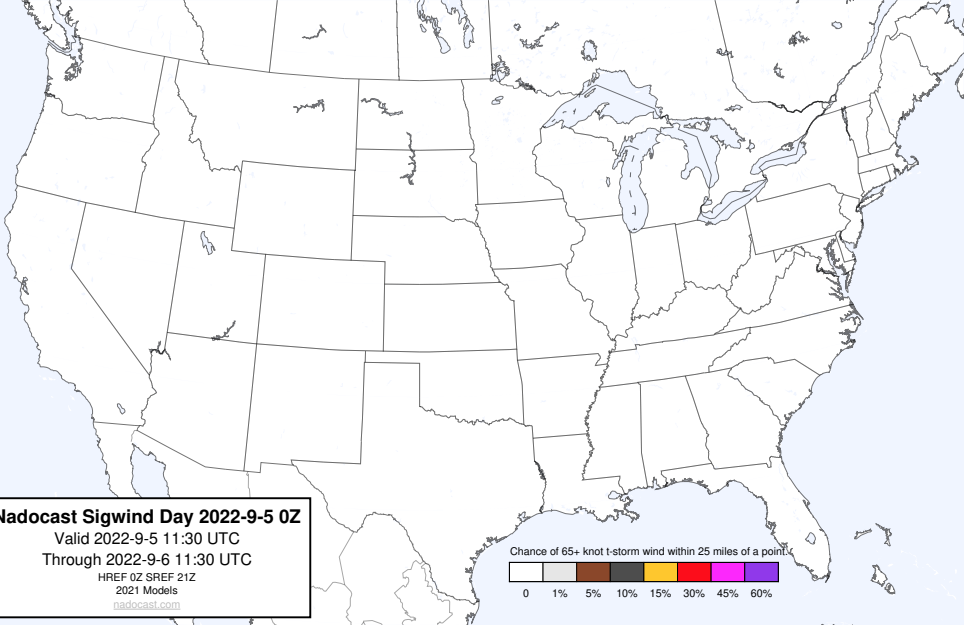 Nadocast Sigwind Day 2022-9-5 0Z
Valid 2022-9-5 11:30 UTC
Through 2022-9-6 11:30 UTC
HREF 0Z SREF 21Z
2021 Models
nadocast.com
Chance of 65+ knot t-storm wind within 25 miles of a point.
0 1% 5% 10% 15% 30% 45% 60%